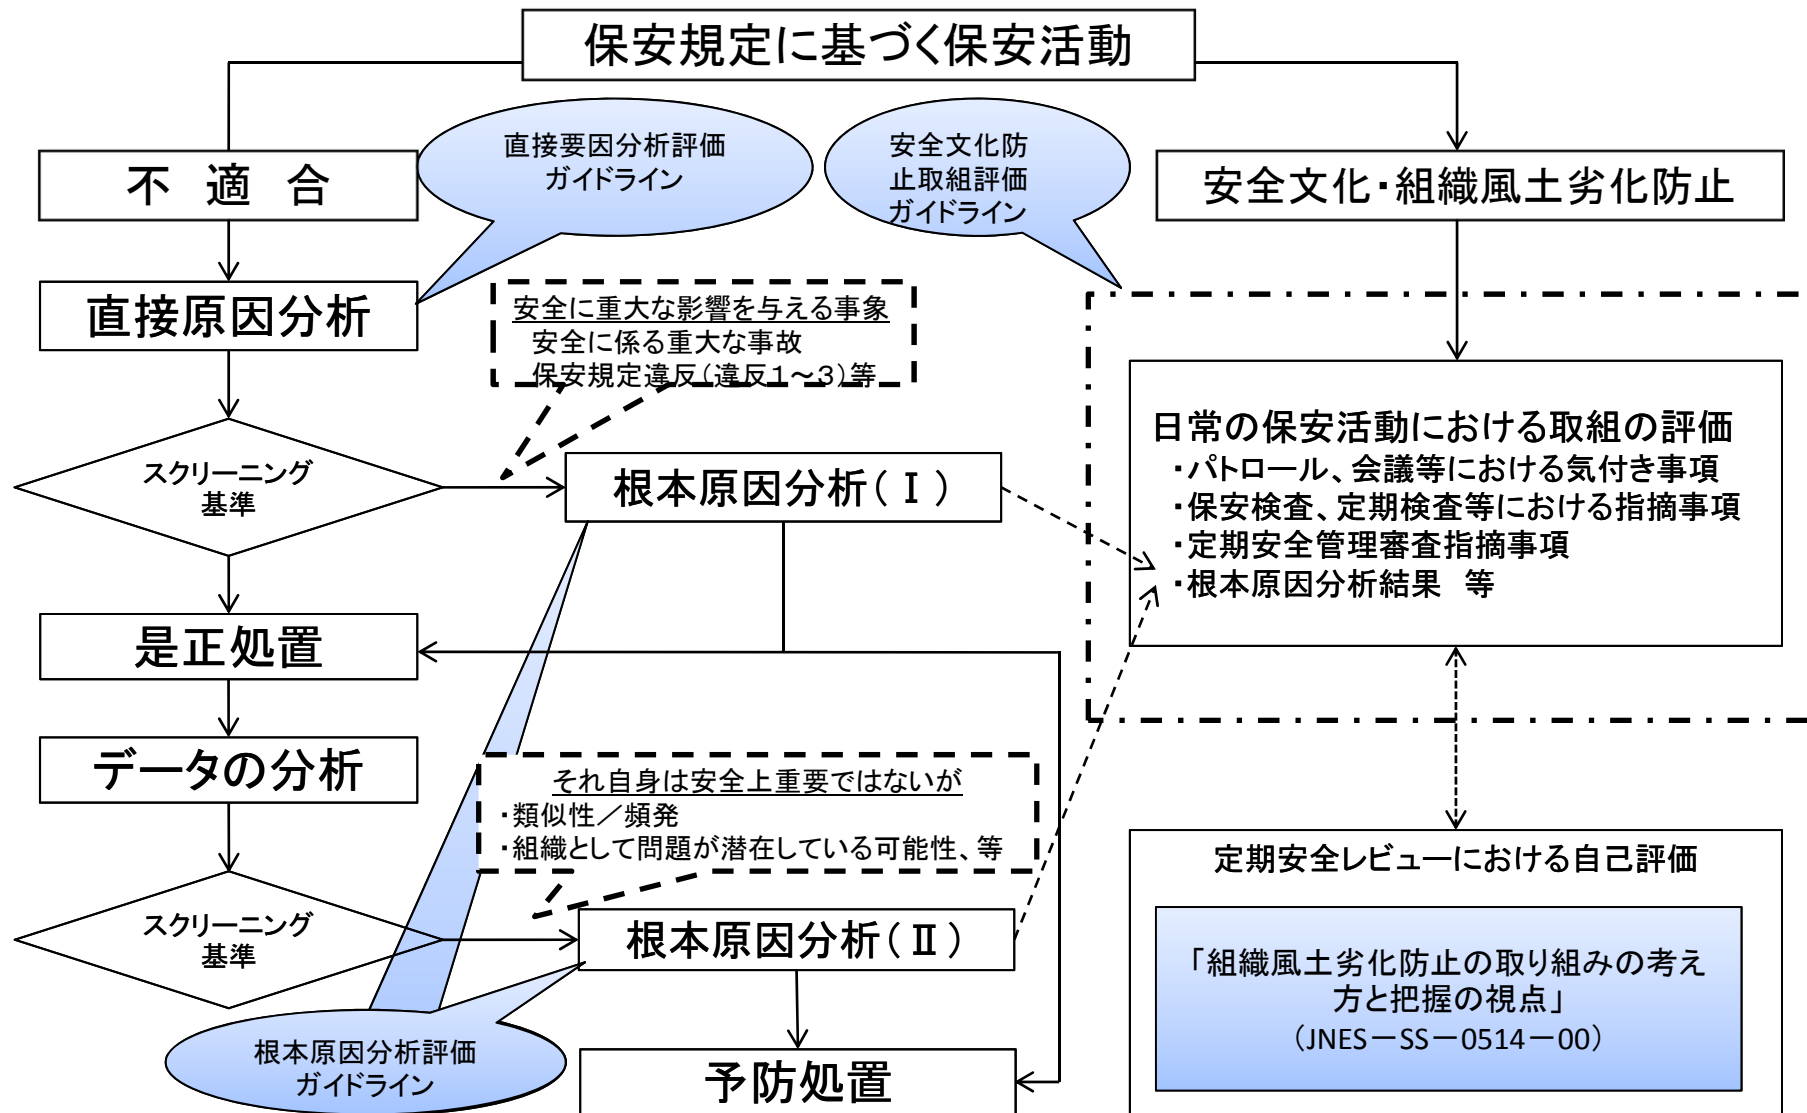 保安規定に基づく保安活動
直接要因分析評価
ガイドライン
安全文化防
止取組評価
ガイドライン
不　適　合
安全文化・組織風土劣化防止
直接原因分析
安全に重大な影響を与える事象
安全に係る重大な事故
保安規定違反（違反１～３）等
スクリーニング
基準
根本原因分析（Ⅰ）
日常の保安活動における取組の評価
・パトロール、会議等における気付き事項
・保安検査、定期検査等における指摘事項
・定期安全管理審査指摘事項
・根本原因分析結果　等
是正処置
データの分析
それ自身は安全上重要ではないが
・類似性／頻発
・組織として問題が潜在している可能性、等
スクリーニング
基準
根本原因分析（Ⅱ）
定期安全レビューにおける自己評価
「組織風土劣化防止の取り組みの考え
方と把握の視点」
（JNES－SS－0514－00）
根本原因分析評価
ガイドライン
予防処置